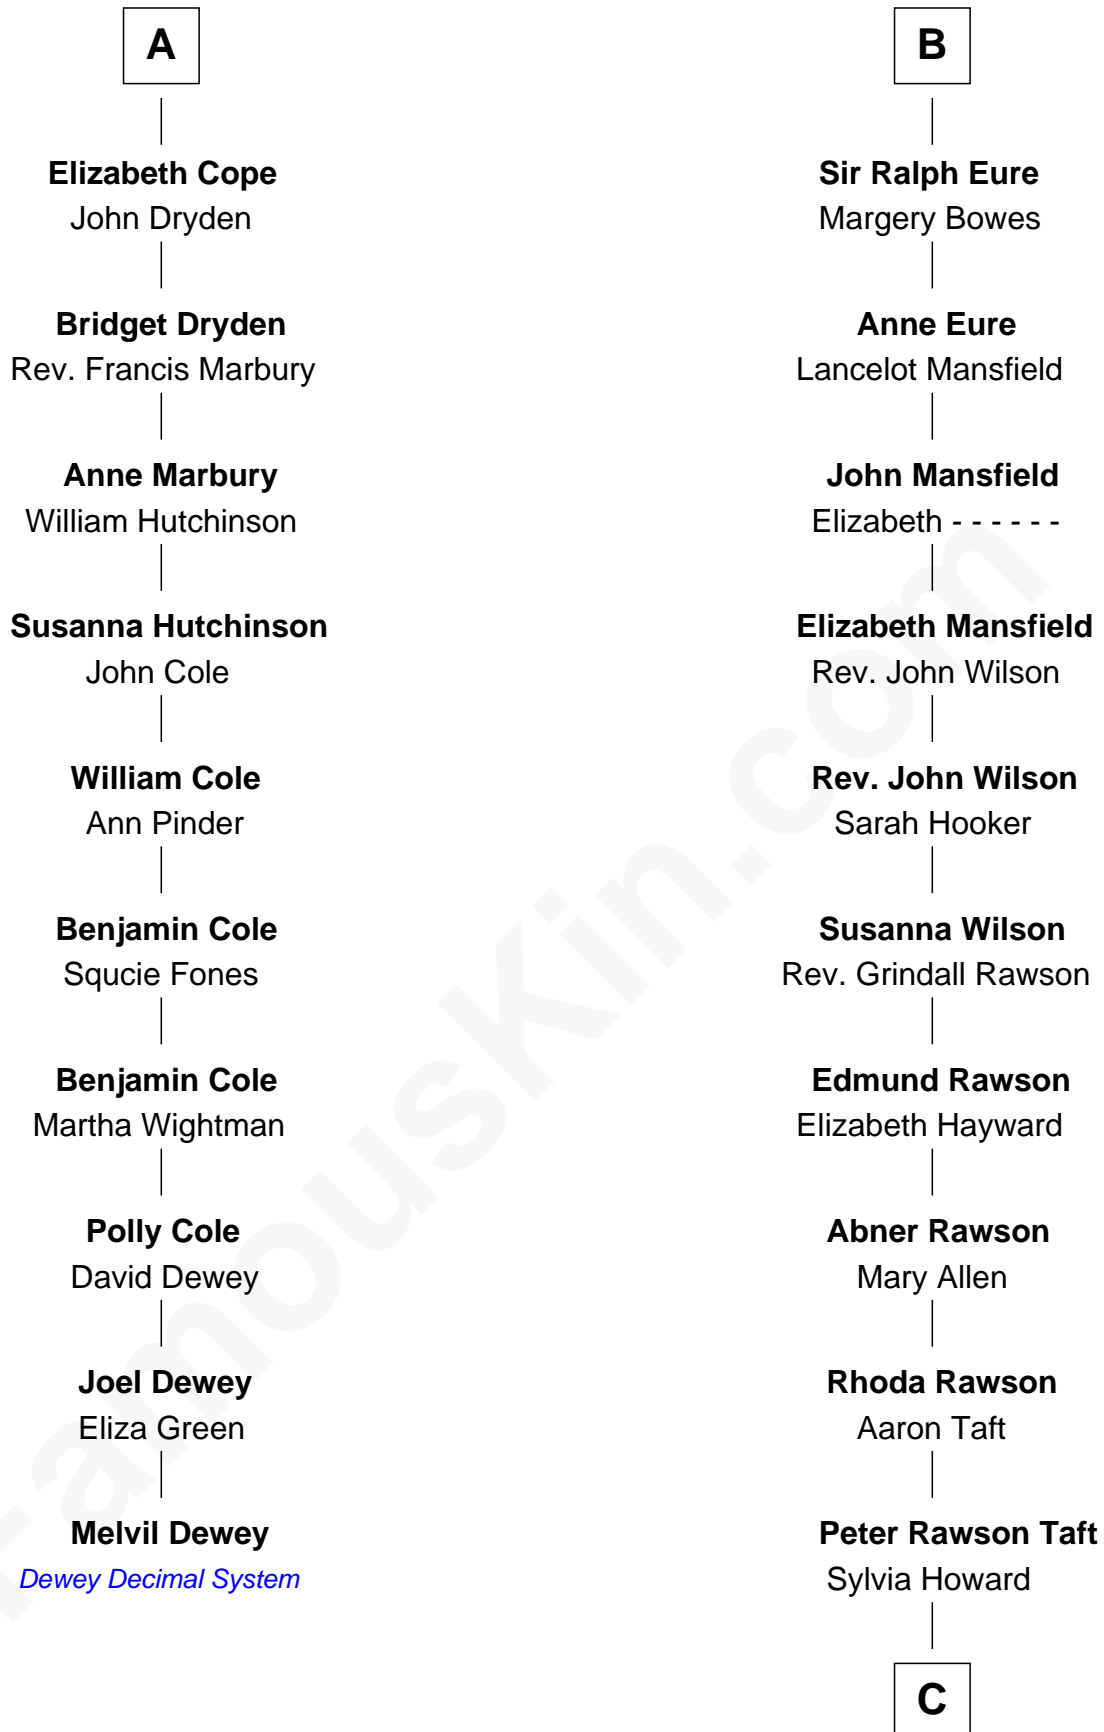 A
Elizabeth Cope
John Dryden
Bridget Dryden
Rev. Francis Marbury
Anne Marbury
William Hutchinson
Susanna Hutchinson
John Cole
William Cole
Ann Pinder
Benjamin Cole
Squcie Fones
Benjamin Cole
Martha Wightman
Polly Cole
David Dewey
Joel Dewey
Eliza Green
Melvil Dewey
Dewey Decimal System
B
Sir Ralph Eure
Margery Bowes
Anne Eure
Lancelot Mansfield
John Mansfield
Elizabeth - - - - - -
Elizabeth Mansfield
Rev. John Wilson
Rev. John Wilson
Sarah Hooker
Susanna Wilson
Rev. Grindall Rawson
Edmund Rawson
Elizabeth Hayward
Abner Rawson
Mary Allen
Rhoda Rawson
Aaron Taft
Peter Rawson Taft
Sylvia Howard
C
FamousKin.com